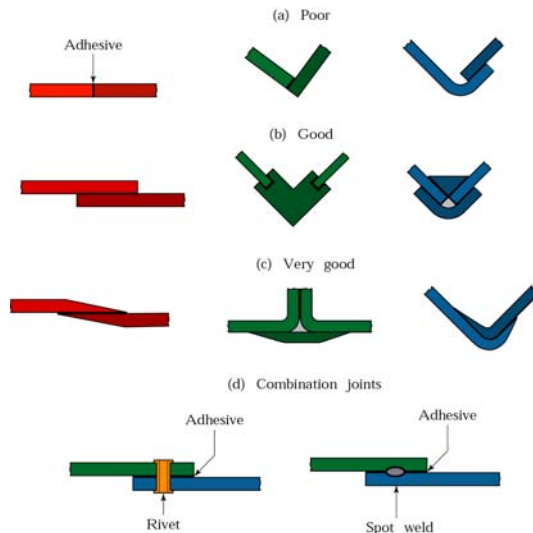 (a) Poor
Adhesive
(b) Good
(c) Very good
(d) Combination joints
Adhesive
Adhesive
Rivet
Spot weld